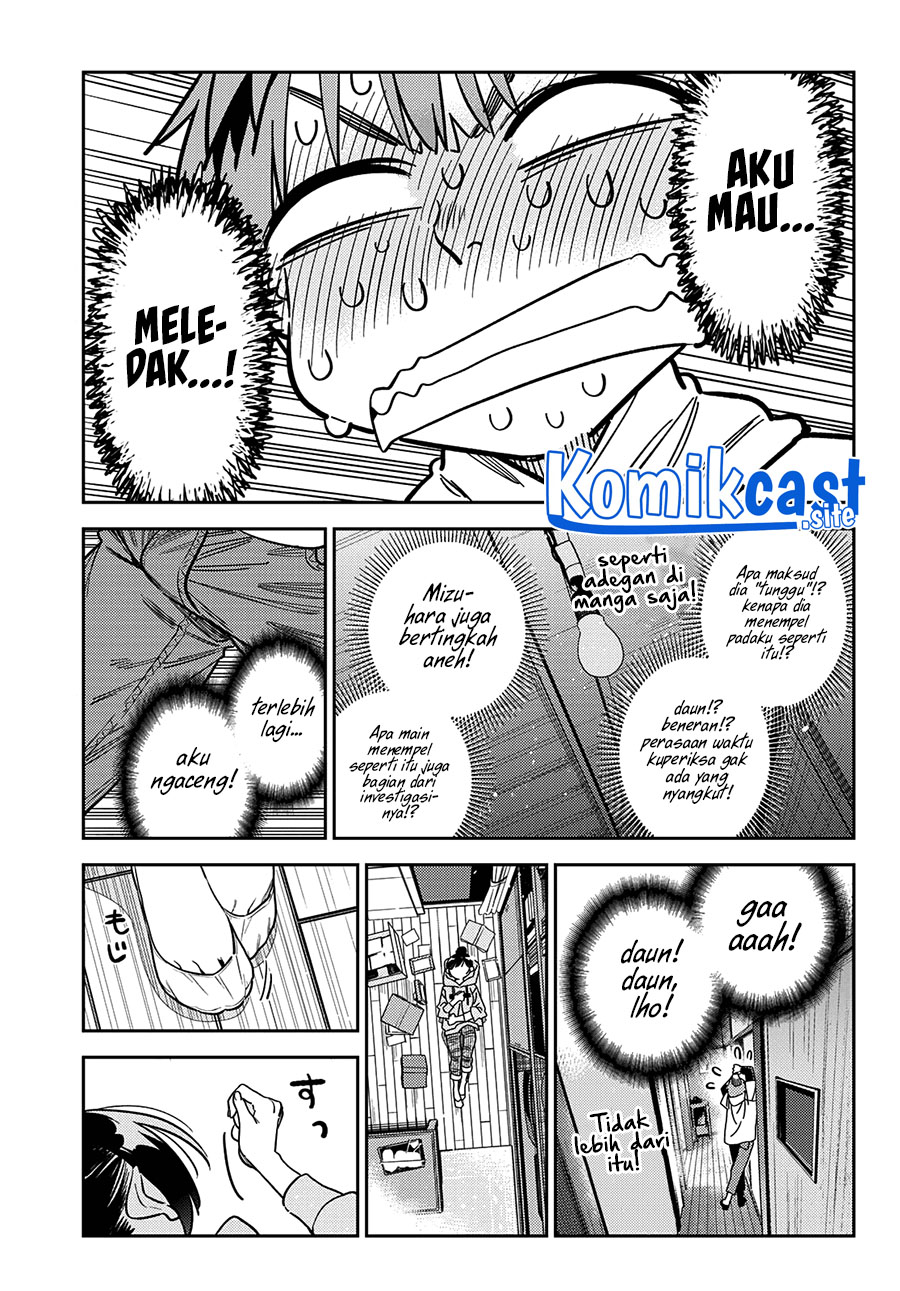 AKU
MAU...
MELE-
DAK...!
Komikcast
.site
Apa maksud
dia "tunggu"!?
kenapa dia
menempel
padaku seperti
itu!?
seperti
adegan di
manga saja!
daun!?
beneran!?
perasaan waktu
kuperiksa gak
ada yang
nyangkut!
Mizu-
hara juga
bertingkah
aneh!
Apa main
menempel
seperti itu juga
bagian dari
investigasi-
nya!?
terlebih
lagi...
aku
ngaceng!
gaa
aaah!
daun!
daun,
lho!
Tidak
lebih dari
itu!
もじ
すっ